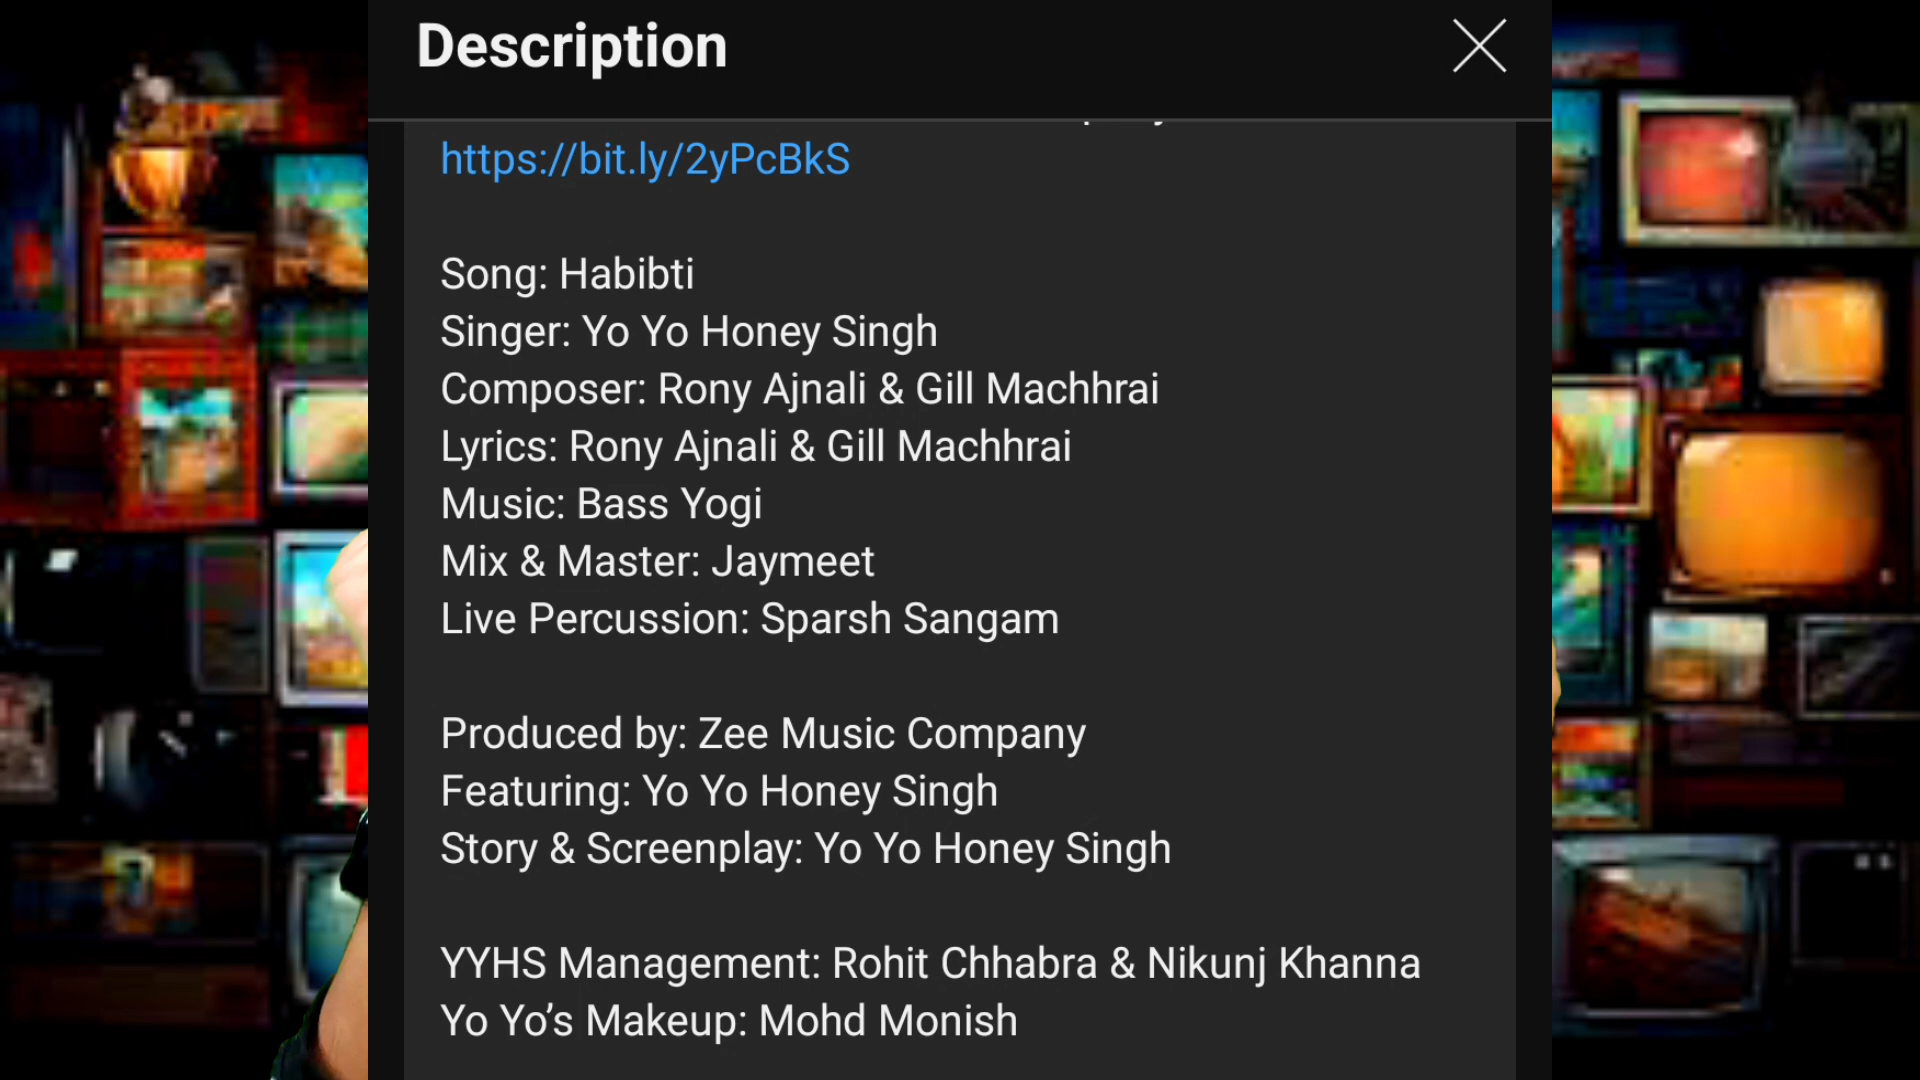 Description
https://bit.ly/2yPcBkS
Song: Habibti
Singer: Yo Yo Honey Singh
Composer: Rony Ajnali & Gill Machhrai
Lyrics: Rony Ajnali & Gill Machhrai
Music: Bass Yogi
Mix & Master: Jaymeet
Live Percussion: Sparsh Sangam
Produced by: Zee Music Company
Featuring: Yo Yo Honey Singh
Story & Screenplay: Yo Yo Honey Singh
YYHS Management: Rohit Chhabra & Nikunj Khanna
Yo Yo’s Makeup: Mohd Monish